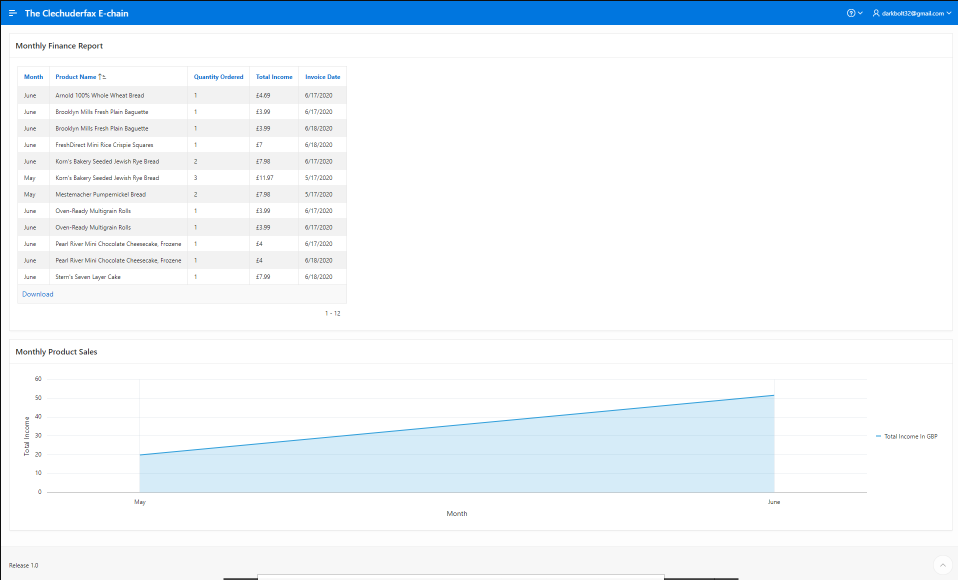 The Clechuderfax E-chain
darkbolt32@gmail.com
Monthly Finance Report
Month Product Name Quantity Ordered Total Income Invoice Date
June Arnold 100% Whole Wheat Bread 1 £4.69 6/17/2020
June Brooklyn Mills Fresh Plain Baguette 1 £3.99 6/17/2020
June Brooklyn Mills Fresh Plain Baguette 1 £3.99 6/18/2020
June FreshDirect Mini Rice Crispie Squares 1 £7 6/18/2020
June Korn's Bakery Seeded Jewish Rye Bread 2 £7.98 6/17/2020
May Korn's Bakery Seeded Jewish Rye Bread 3 £11.97 5/17/2020
May Mestemacher Pumpernickel Bread 2 £7.98 5/17/2020
June Oven-Ready Multigrain Rolls 1 £3.99 6/17/2020
June Oven-Ready Multigrain Rolls 1 £3.99 6/18/2020
June Pearl River Mini Chocolate Cheesecake, Frozene 1 £4 6/17/2020
June Pearl River Mini Chocolate Cheesecake, Frozene 1 £4 6/18/2020
June Stern's Seven Layer Cake 1 £7.99 6/18/2020
Download
1 - 12
Monthly Product Sales
60
50
40
30
20
10
0
Total Income
May June
Month
Total Income In GBP
Release 1.0